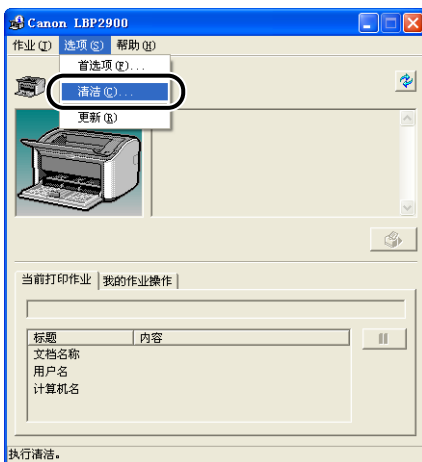 Canon LBP2900
作业(J) 选项(S) 帮助(H)
首选项(F)...
清洁(C)...
更新(R)
当前打印作业 我的作业操作
标题 内容
文档名称
用户名
计算机名
执行清洁。